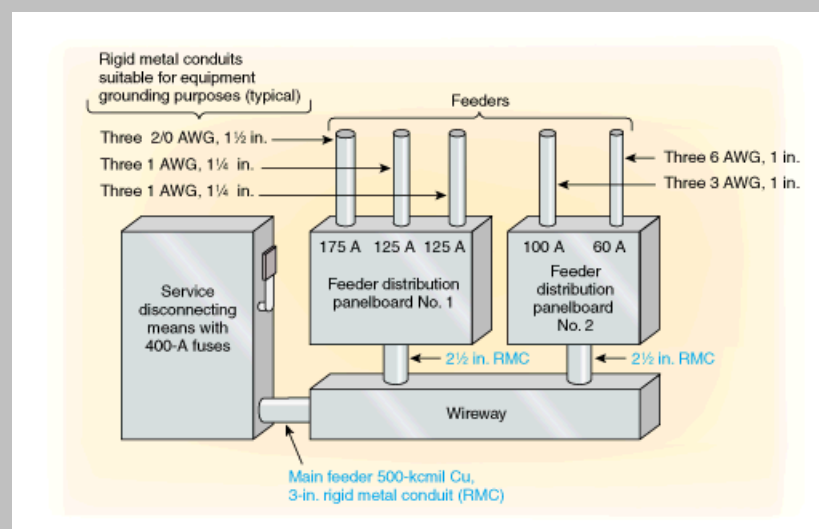 Rigid metal conduits
suitable for equipment
grounding purposes (typical)
Feeders
Three 2/0 AWG, 1½ in.
Three 1 AWG, 1¼ in.
Three 1 AWG, 1¼ in.
Three 6 AWG, 1 in.
Three 3 AWG, 1 in.
175 A 125 A 125 A
Feeder distribution
panelboard No. 1
100 A 60 A
Feeder
distribution
panelboard
No. 2
Service
disconnecting
means with
400-A fuses
2½ in. RMC
2½ in. RMC
Wireway
Main feeder 500-kcmil Cu,
3-in. rigid metal conduit (RMC)